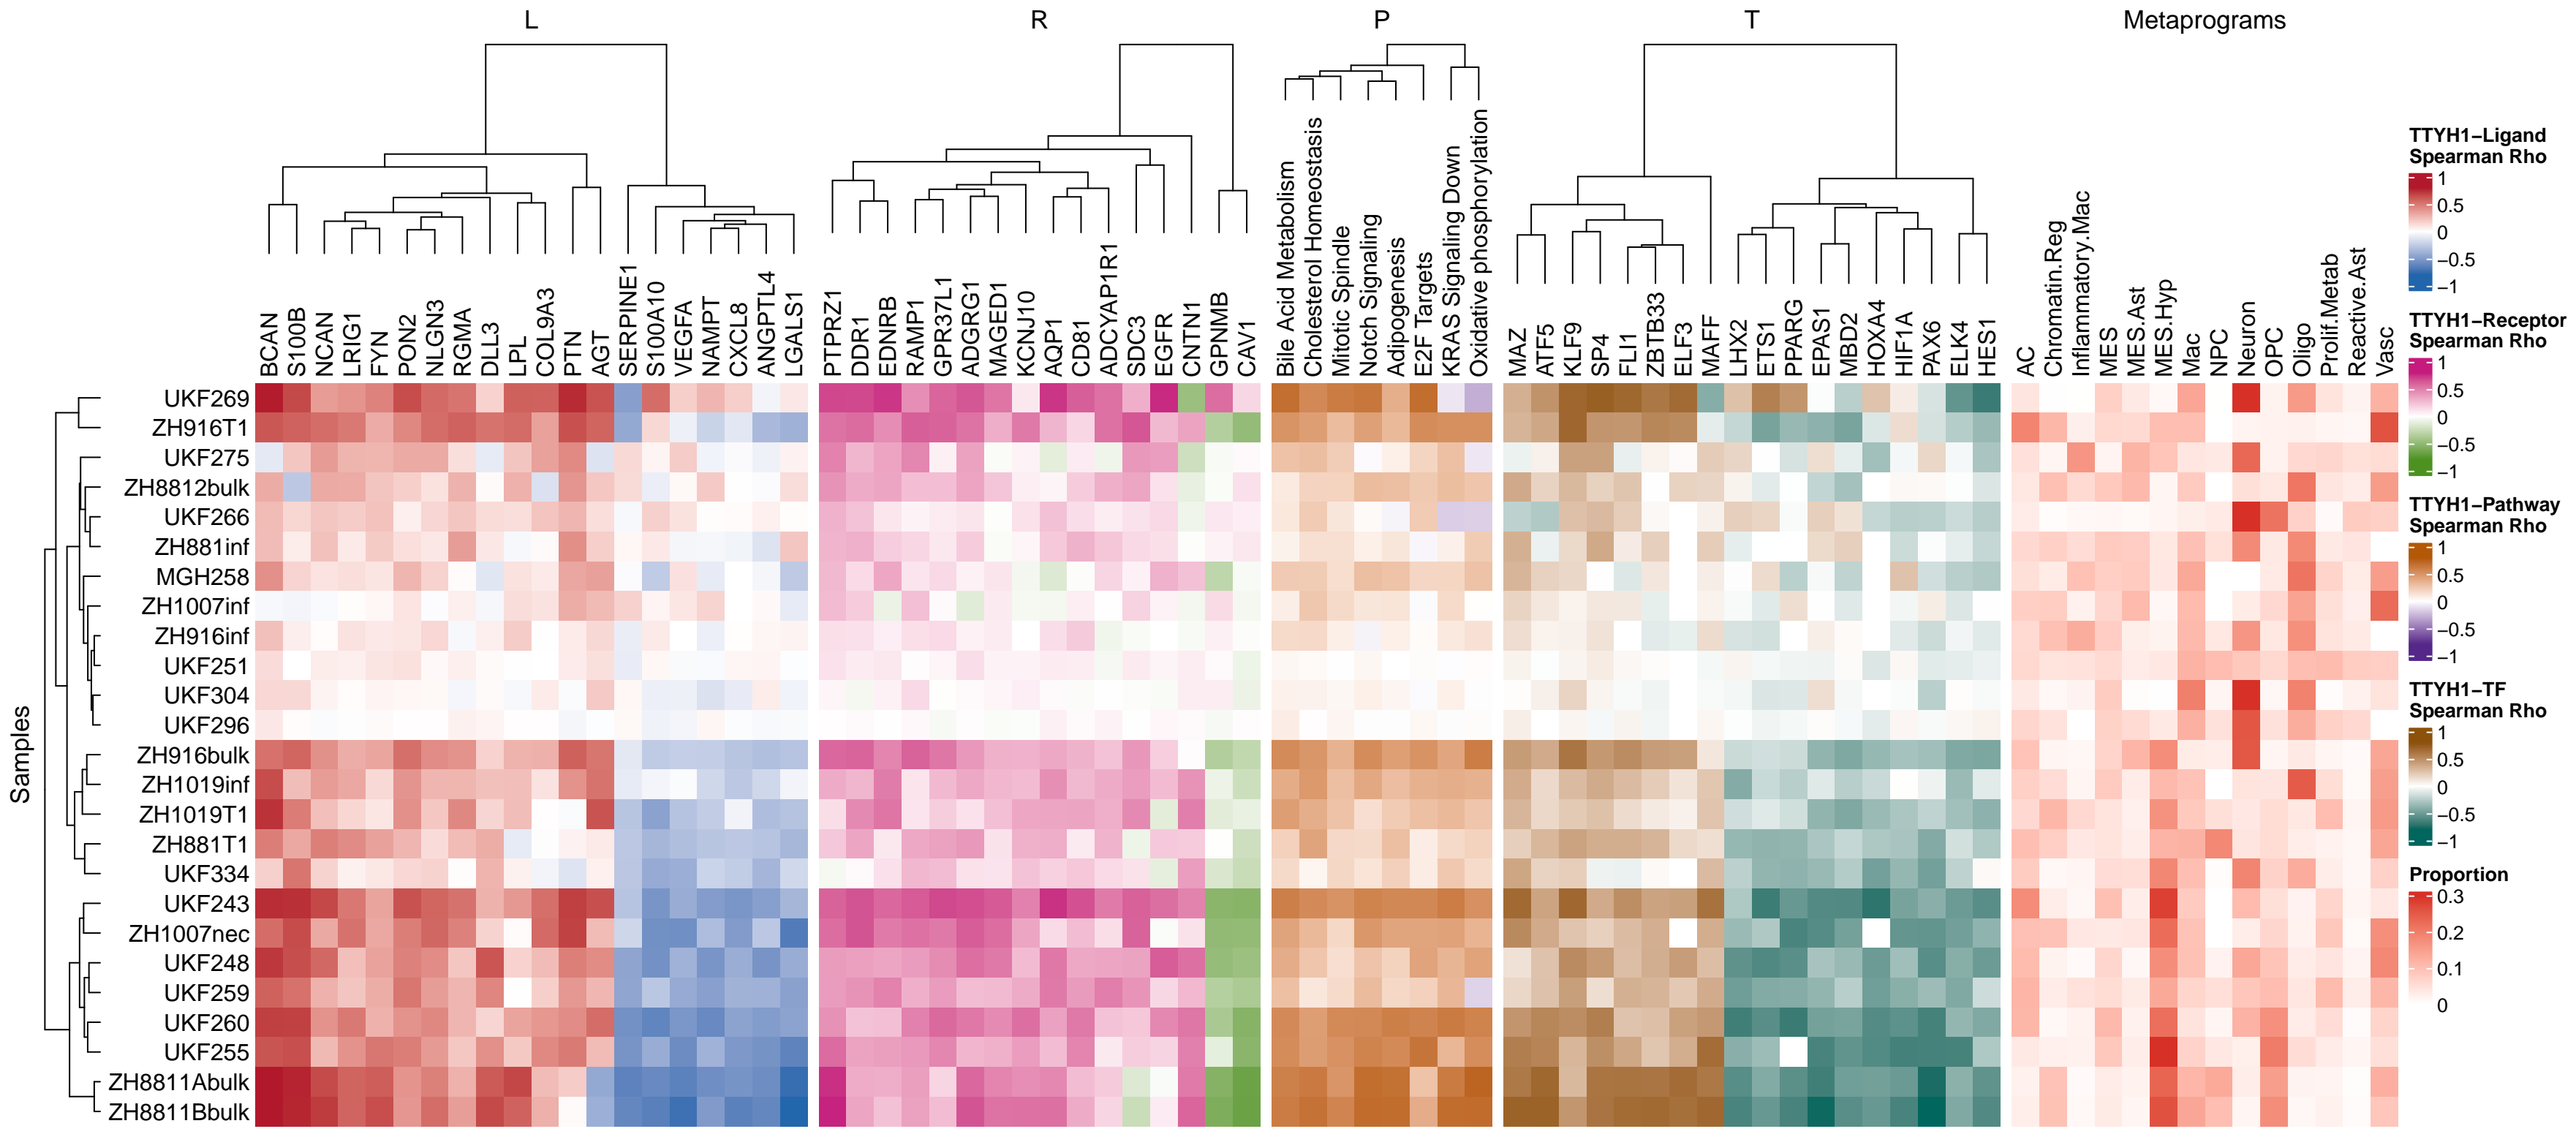 L
R
P
T
Metaprograms
BCAN
S100B
NCAN
LRIG1
FYN
PON2
NLGN3
RGMA
DLL3
LPL
COL9A3
PTN
AGT
SERPINE1
S100A10
VEGFA
NAMPT
CXCL8
ANGPTL4
LGALS1
PTPRZ1
DDR1
EDNRB
RAMP1
GPR37L1
ADGRG1
MAGED1
KCNJ10
AQP1
CD81
ADCYAP1R1
SDC3
EGFR
CNTN1
GPNMB
CAV1
Bile Acid Metabolism
Cholesterol Homeostasis
Mitotic Spindle
Notch Signaling
Adipogenesis
E2F Targets
KRAS Signaling Down
Oxidative phosphorylation
MAZ
ATF5
KLF9
SP4
FLI1
ZBTB33
ELF3
MAFF
LHX2
ETS1
PPARG
EPAS1
MBD2
HOXA4
HIF1A
PAX6
ELK4
HES1
AC
Chromatin.Reg
Inflammatory.Mac
MES
MES.Ast
MES.Hyp
Mac
NPC
Neuron
OPC
Oligo
Prolif.Metab
Reactive.Ast
Vasc
Samples
UKF269
ZH916T1
UKF275
ZH8812bulk
UKF266
ZH881inf
MGH258
ZH1007inf
ZH916inf
UKF251
UKF304
UKF296
ZH916bulk
ZH1019inf
ZH1019T1
ZH881T1
UKF334
UKF243
ZH1007nec
UKF248
UKF259
UKF260
UKF255
ZH8811Abulk
ZH8811Bbulk
TTYH1−Ligand
Spearman Rho
1
0.5
0
−0.5
−1
TTYH1−Receptor
Spearman Rho
1
0.5
0
−0.5
−1
TTYH1−Pathway
Spearman Rho
1
0.5
0
−0.5
−1
TTYH1−TF
Spearman Rho
1
0.5
0
−0.5
−1
Proportion
0.3
0.2
0.1
0